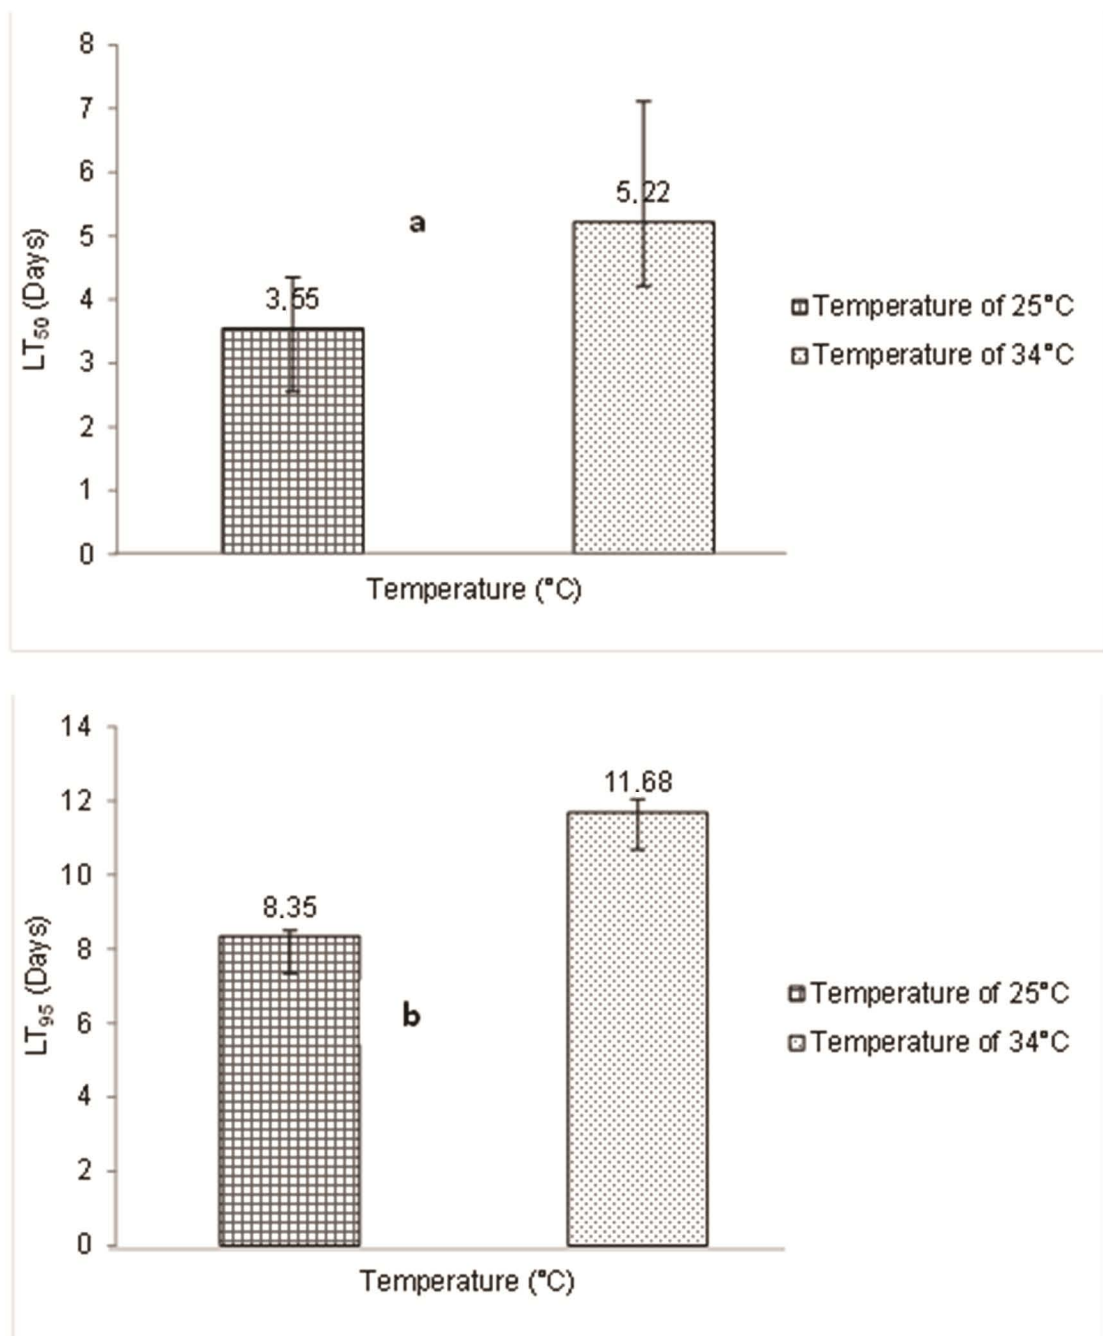 8
7
6
5
4
3
2
1
0
LT50 (Days)
5.22
3.55
a
Temperature of 25°C
Temperature of 34°C
Temperature (°C)
14
12
10
8
6
4
2
0
LT95 (Days)
11.68
8.35
b
Temperature of 25°C
Temperature of 34°C
Temperature (°C)